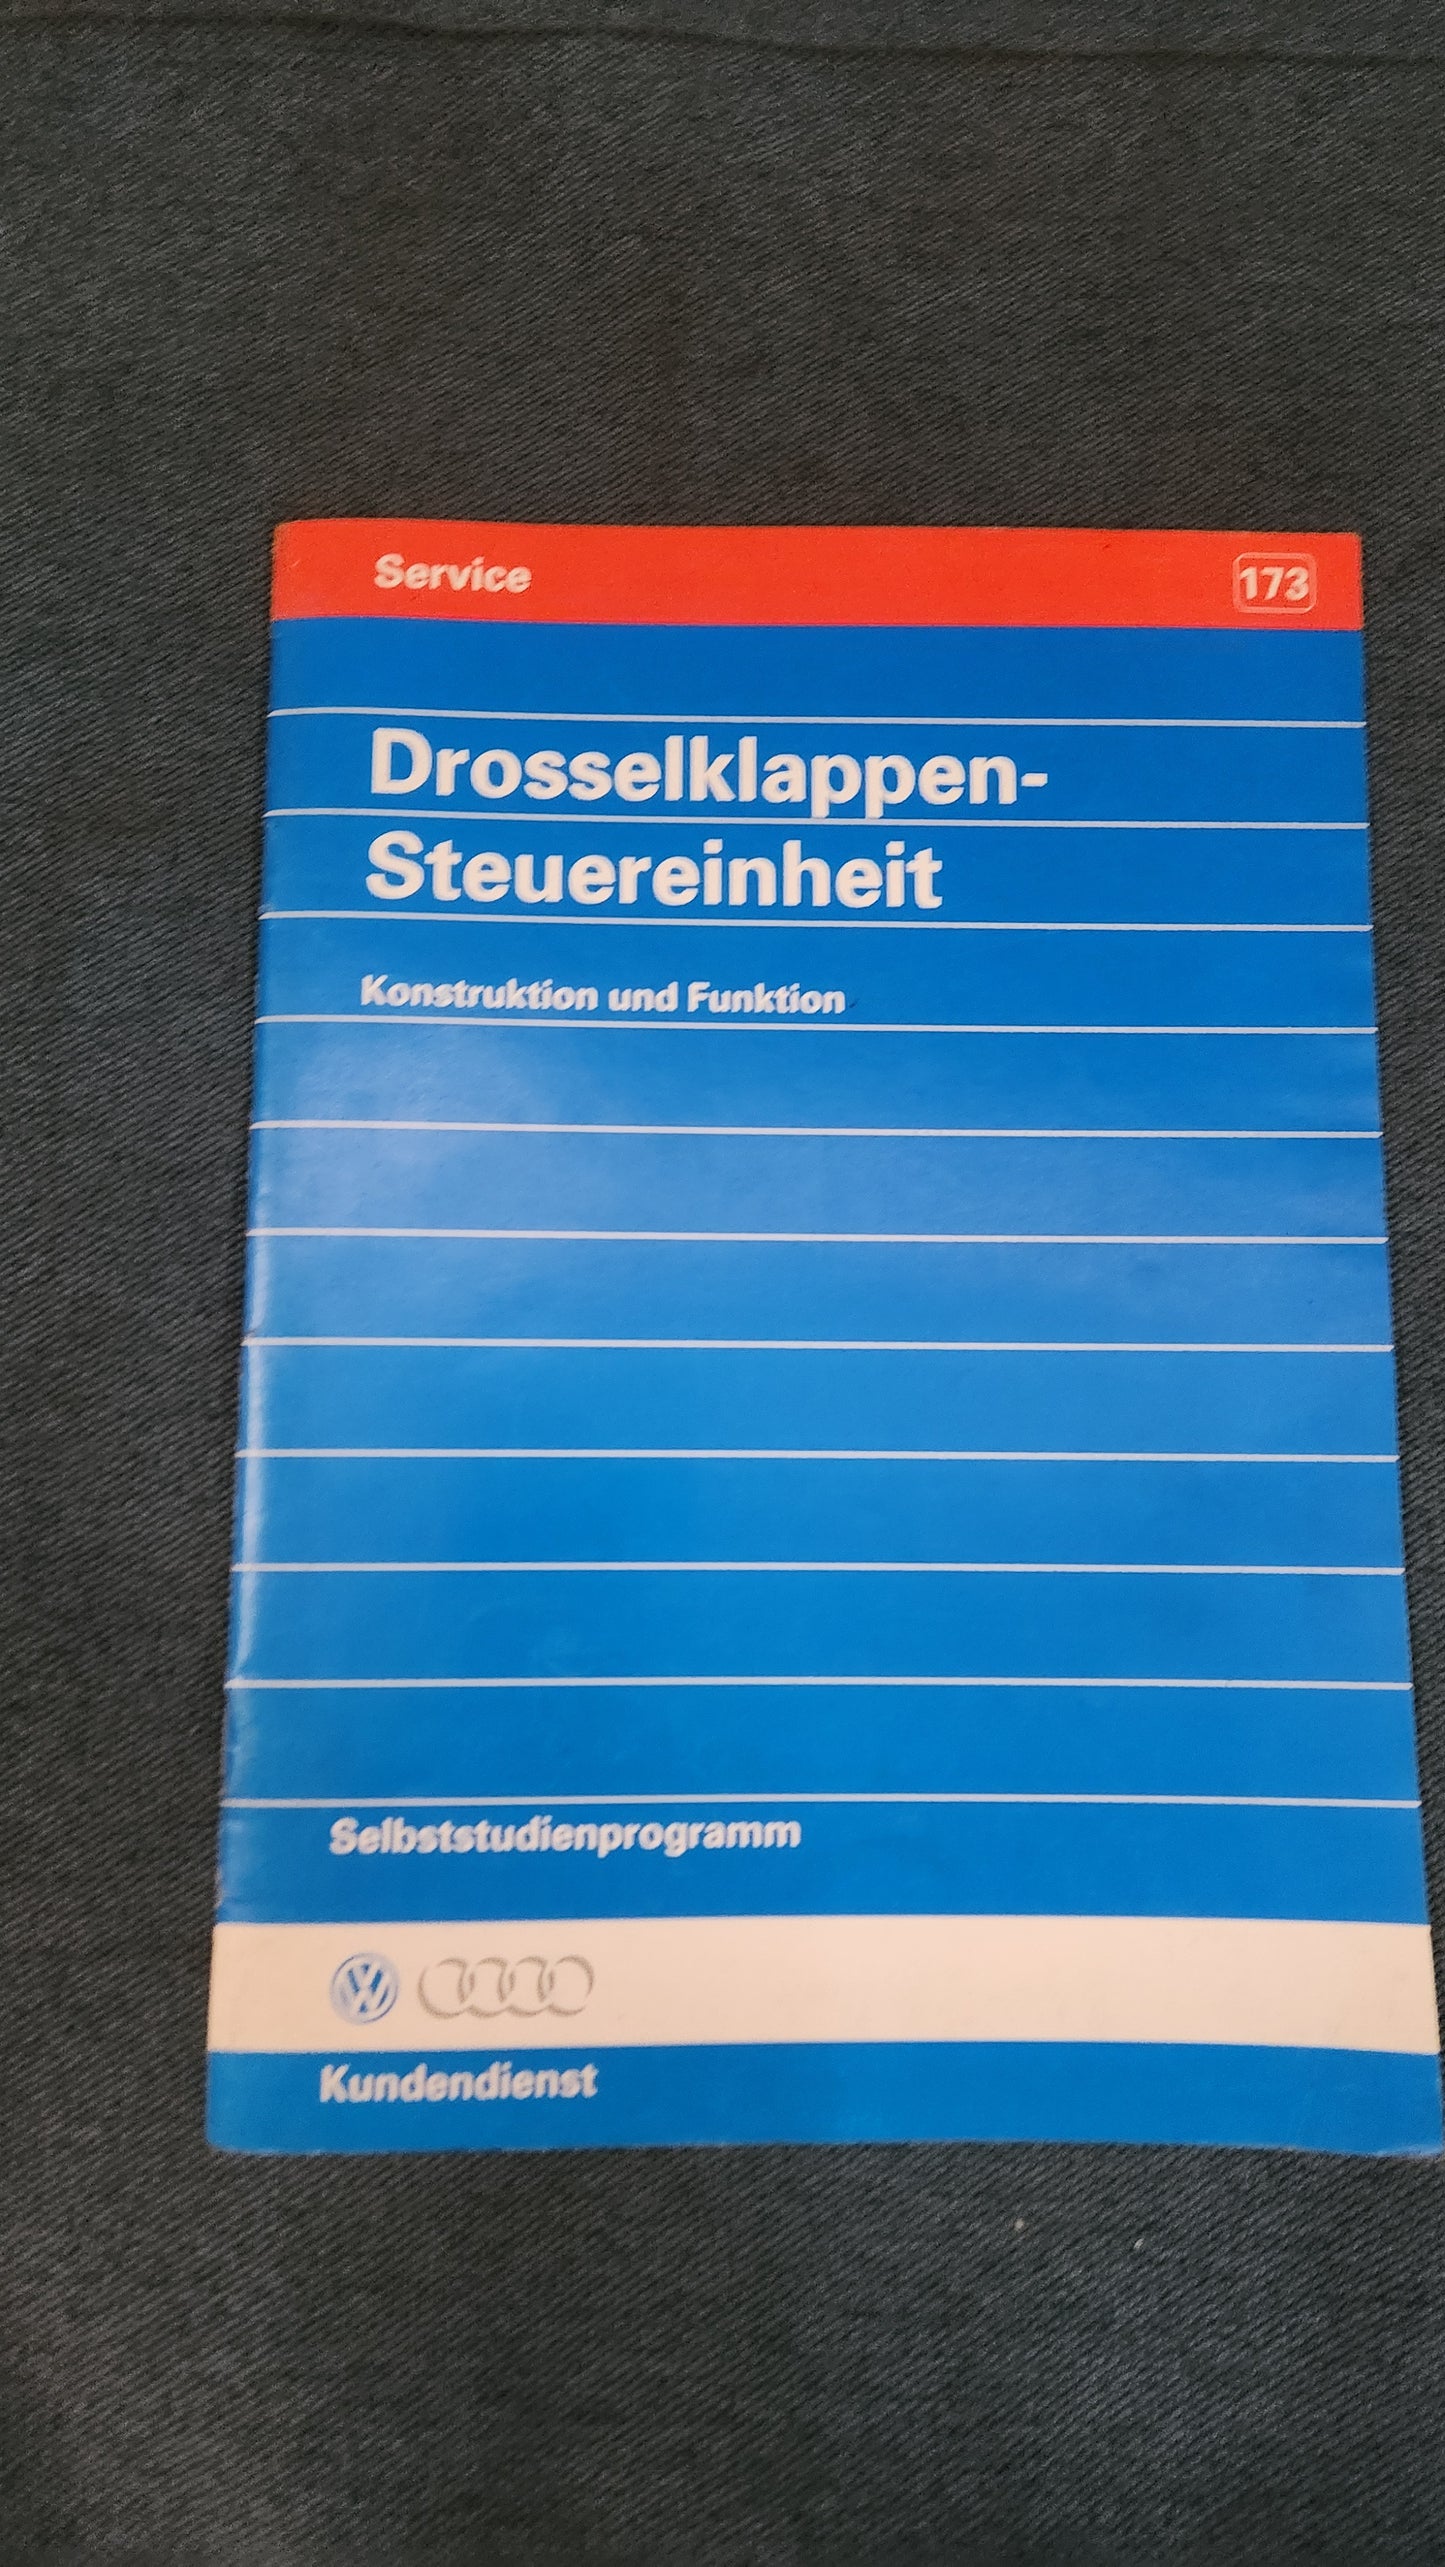 Service
173
Drosselklappen-
Steuereinheit
Konstruktion und Funktion
Selbststudienprogramm
Kundendienst